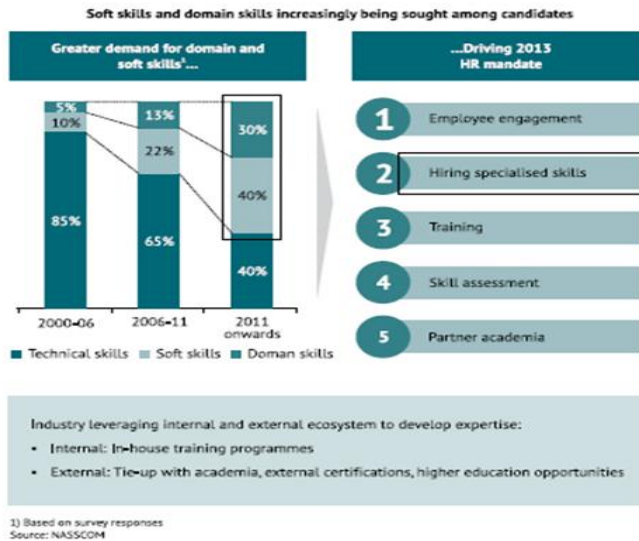 Soft skills and domain skills increasingly being sought among candidates
Greater demand for domain and
soft skills¹...
5%
10%
85%
13%
22%
65%
30%
40%
40%
2000-06
2006-11
2011
onwards
Technical skills
Soft skills
Doman skills
...Driving 2013
HR mandate
1 Employee engagement
2 Hiring specialised skills
3 Training
4 Skill assessment
5 Partner academia
Industry leveraging internal and external ecosystem to develop expertise:
• Internal: In-house training programmes
• External: Tie-up with academia, external certifications, higher education opportunities
1) Based on survey responses
Source: NASSCOM